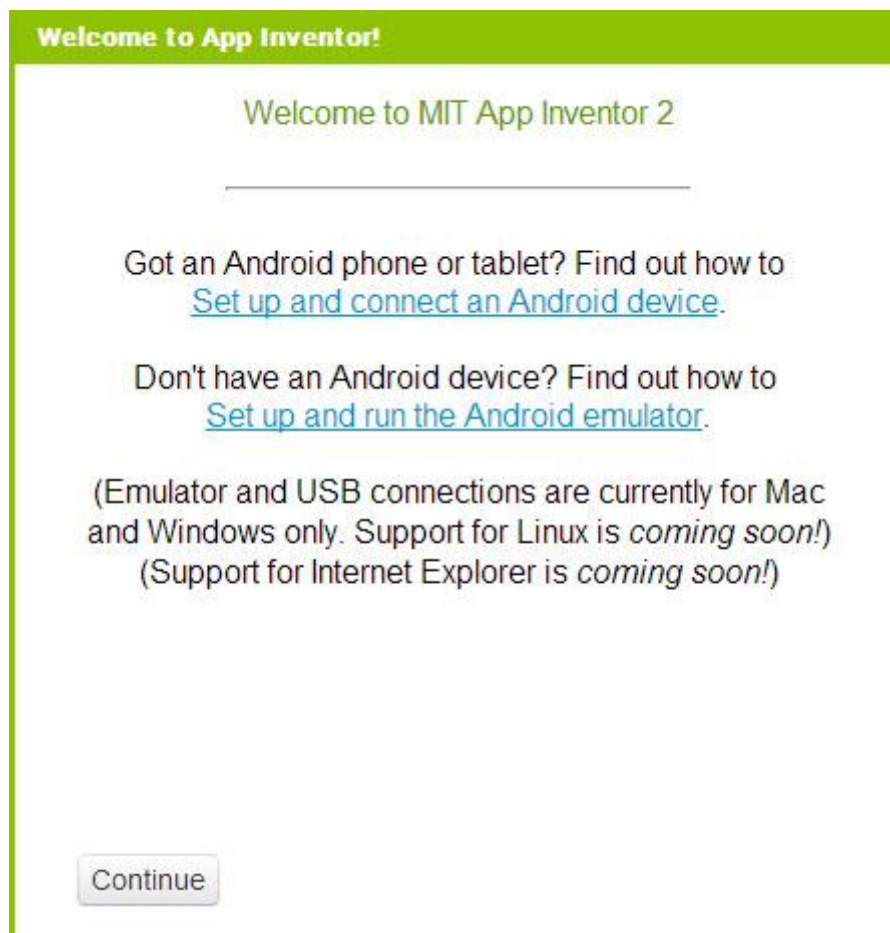 Welcome to App Inventor!
Welcome to MIT App Inventor 2
Got an Android phone or tablet? Find out how to
Set up and connect an Android device.
Don't have an Android device? Find out how to
Set up and run the Android emulator.
(Emulator and USB connections are currently for Mac
and Windows only. Support for Linux is coming soon!)
(Support for Internet Explorer is coming soon!)
Continue